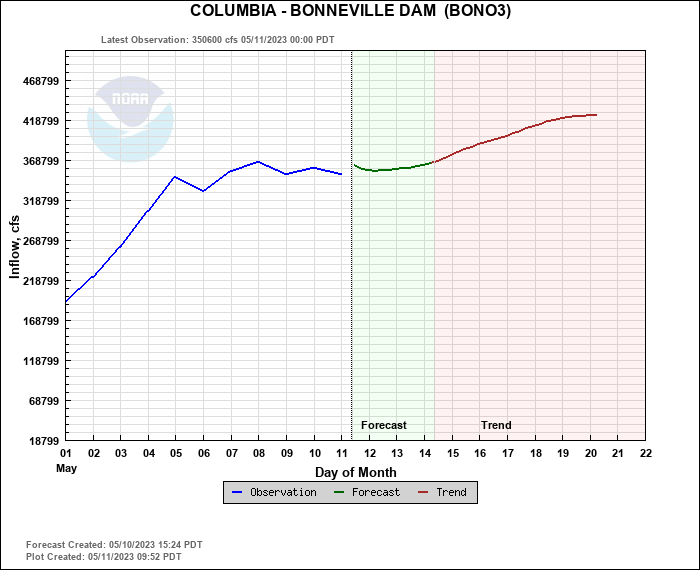 COLUMBIA - BONNEVILLE DAM (BONO3)
Latest Observation: 350600 cfs 05/11/2023 00:00 PDT
NOAA
468799
418799
368799
318799
268799
218799
168799
118799
68799
18799
Inflow, cfs
Forecast
Trend
01 02 03 04 05 06 07 08 09 10 11 12 13 14 15 16 17 18 19 20 21 22
May
Day of Month
Observation Forecast Trend
Forecast Created: 05/10/2023 15:24 PDT
Plot Created: 05/11/2023 09:52 PDT